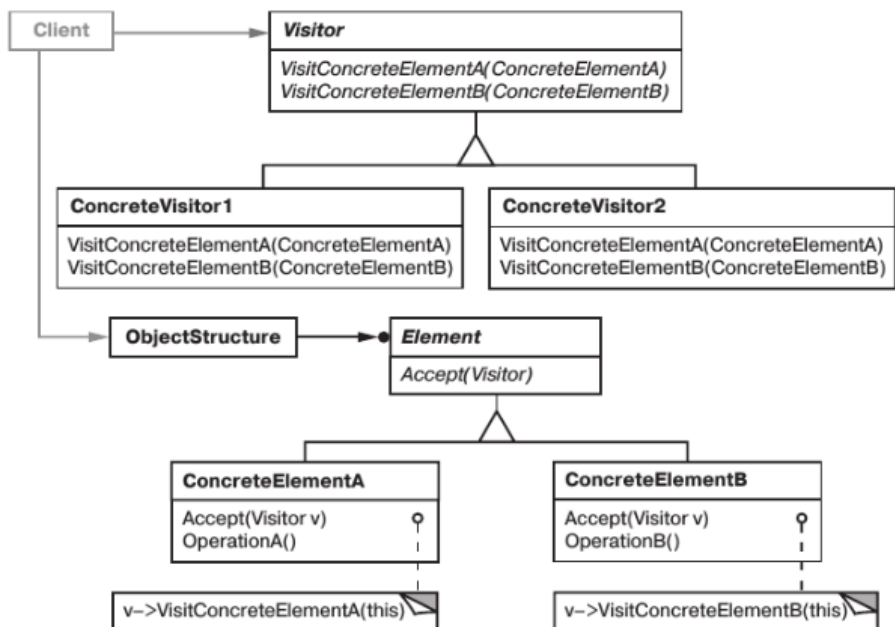 Client
Visitor
VisitConcreteElementA(ConcreteElementA)
VisitConcreteElementB(ConcreteElementB)
ConcreteVisitor1
VisitConcreteElementA(ConcreteElementA)
VisitConcreteElementB(ConcreteElementB)
ConcreteVisitor2
VisitConcreteElementA(ConcreteElementA)
VisitConcreteElementB(ConcreteElementB)
ObjectStructure
Element
Accept(Visitor)
ConcreteElementA
Accept(Visitor v)
OperationA()
v->VisitConcreteElementA(this)
ConcreteElementB
Accept(Visitor v)
OperationB()
v->VisitConcreteElementB(this)